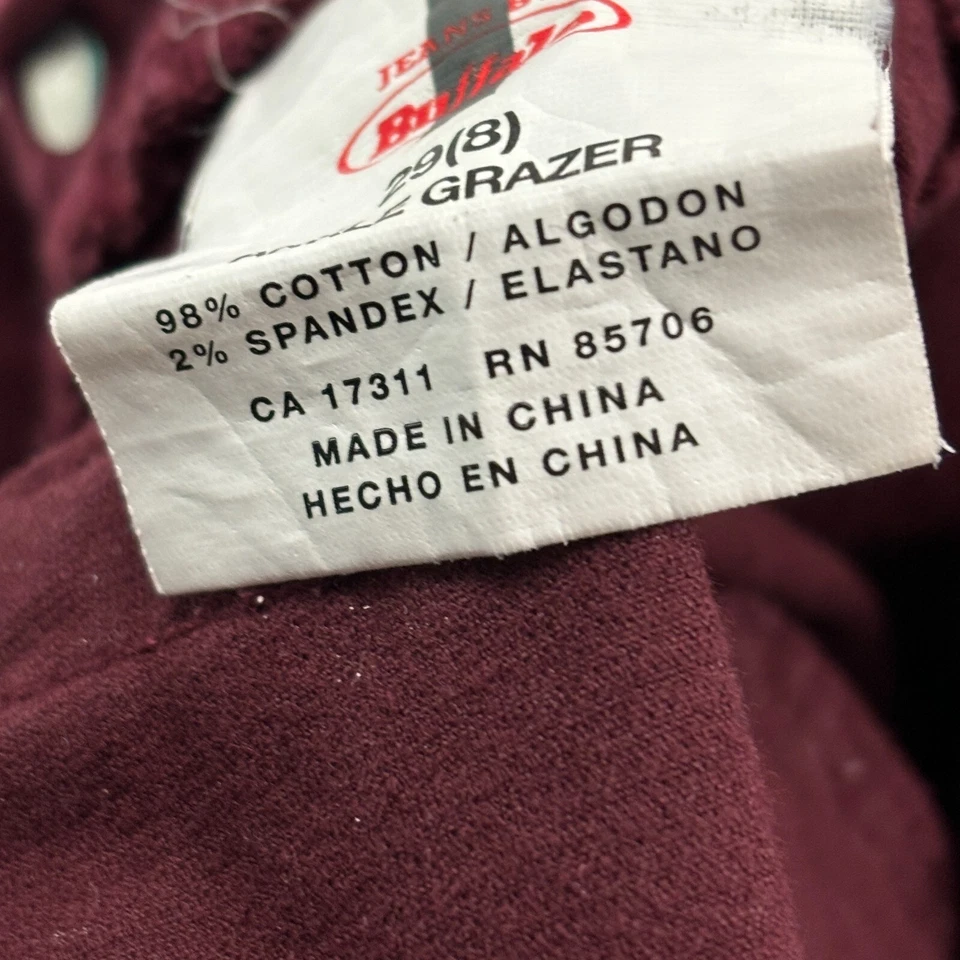 JEANS
Buffalo
29(8)
GRAZER
98% COTTON / ALGODON
2% SPANDEX / ELASTANO
CA 17311 RN 85706
MADE IN CHINA
HECHO EN CHINA